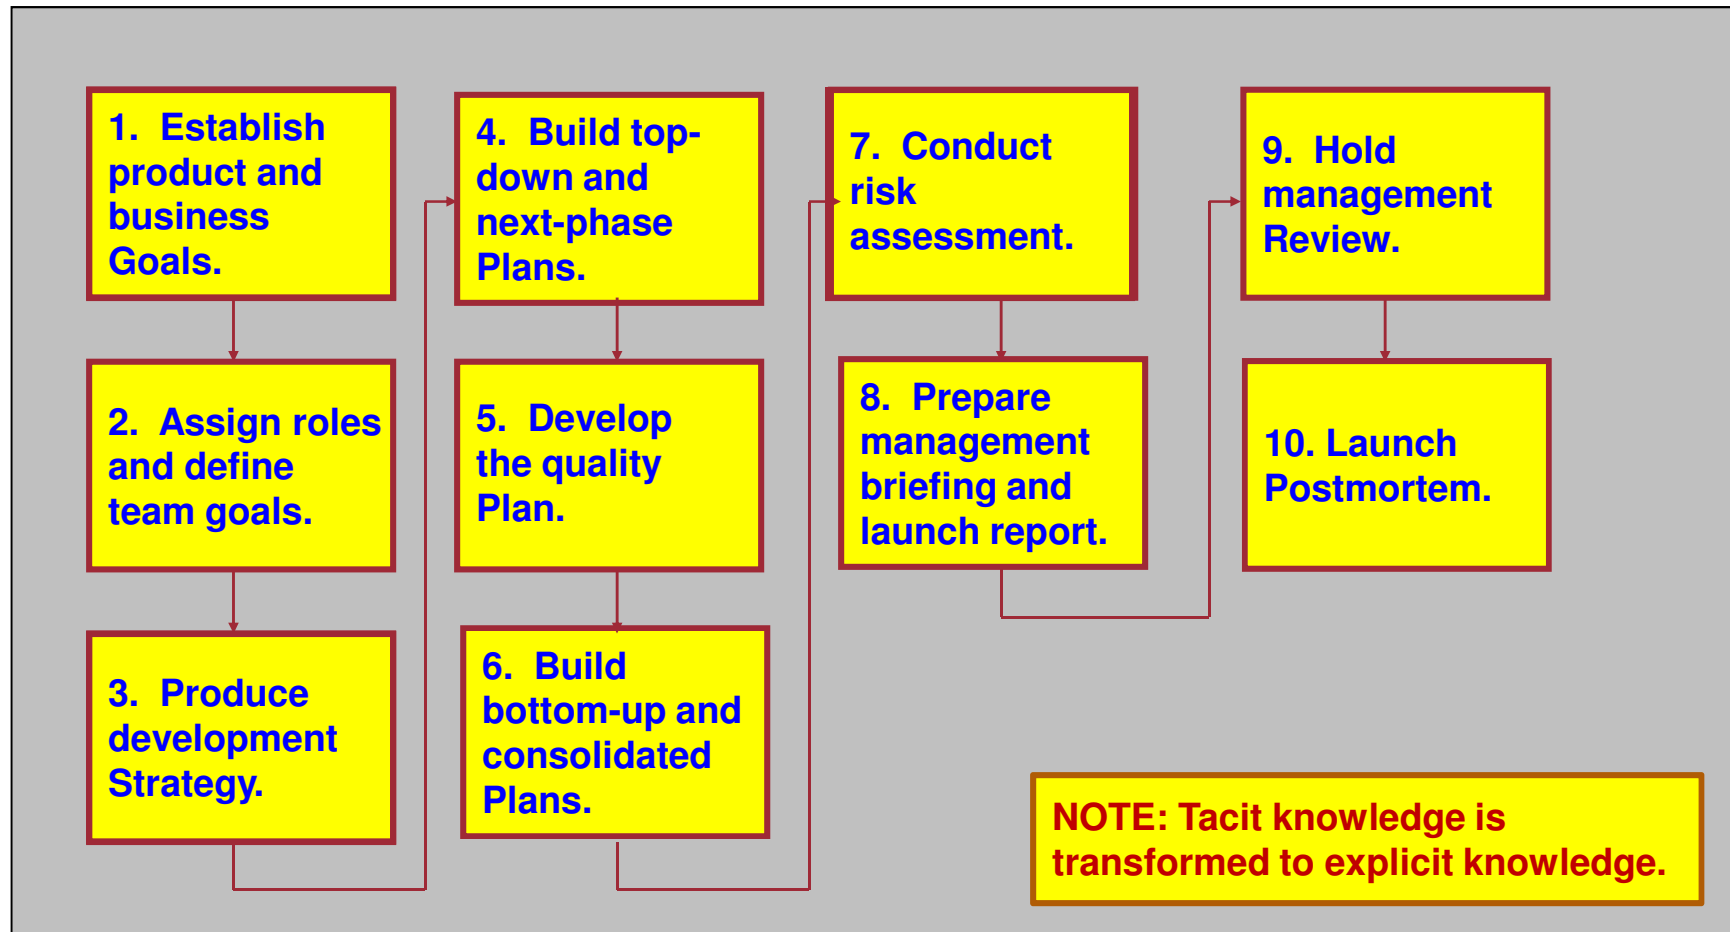 1.  Establish
product and
business
Goals.
2.  Assign roles
and define
team goals.
3.  Produce
development
Strategy.
4.  Build top-
down and
next-phase
Plans.
5.  Develop
the quality
Plan.
6.  Build
bottom-up and
consolidated
Plans.
7.  Conduct
risk
assessment.
8.  Prepare
management
briefing and
launch report.
9.  Hold
management
Review.
10. Launch
Postmortem.
NOTE: Tacit knowledge is
transformed to explicit knowledge.